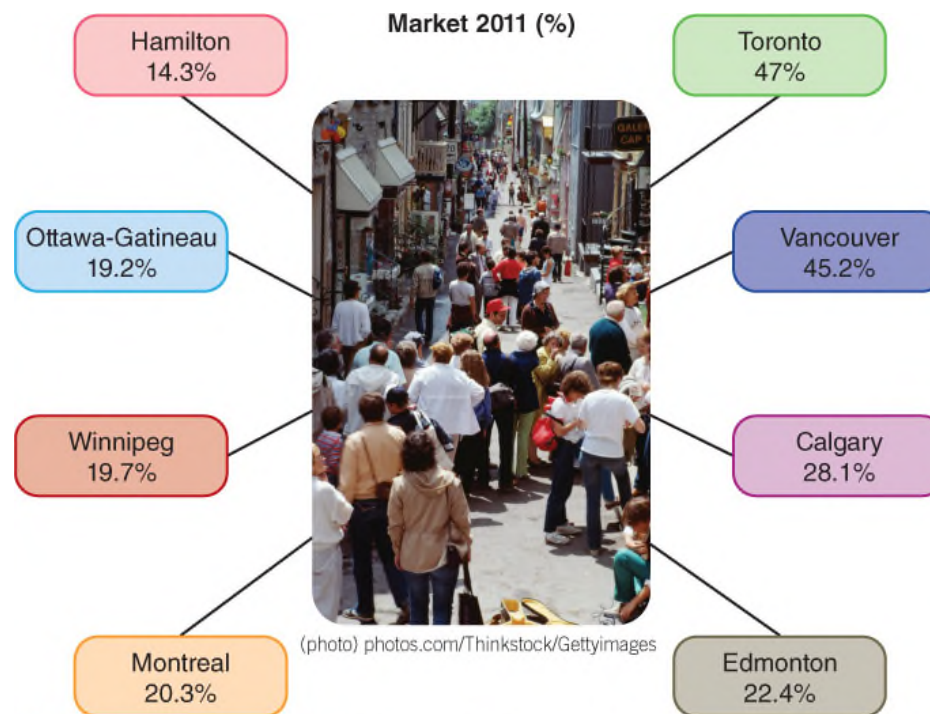 Market 2011 (%)
Hamilton
14.3%
Toronto
47%
Ottawa-Gatineau
19.2%
Vancouver
45.2%
Winnipeg
19.7%
Calgary
28.1%
Montreal
20.3%
Edmonton
22.4%
(photo) photos.com/Thinkstock/Gettyimages